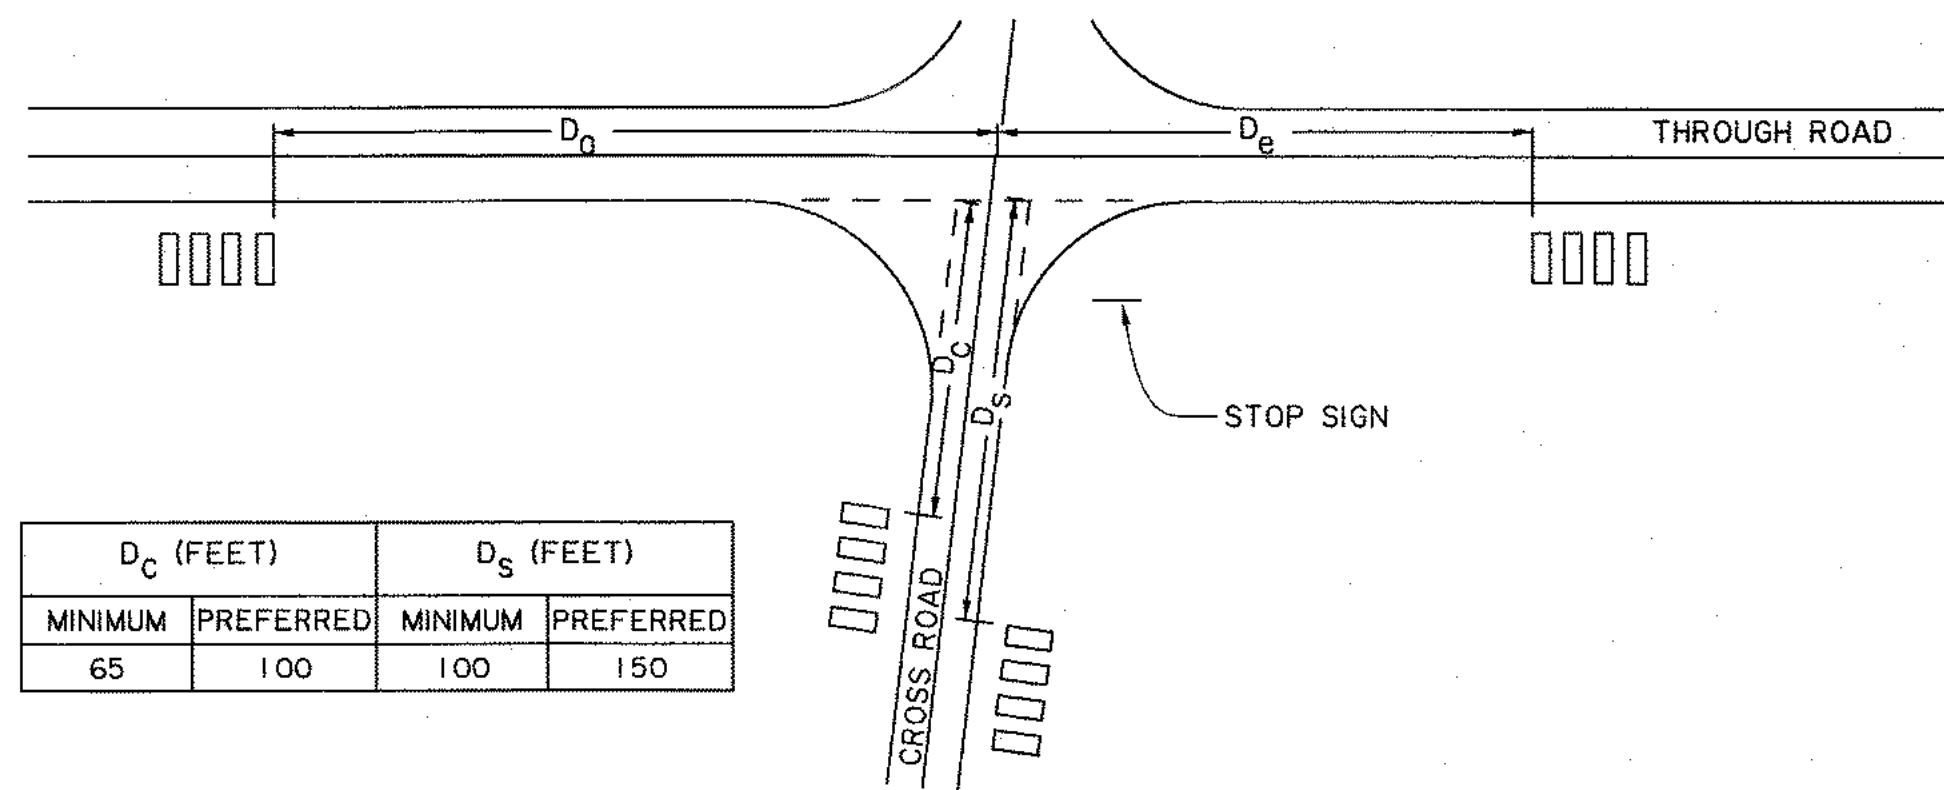 Da
De
THROUGH ROAD
Dc
Ds
STOP SIGN
CROSS ROAD
Dc (FEET) Ds (FEET)
MINIMUM PREFERRED MINIMUM PREFERRED
65 100 100 150